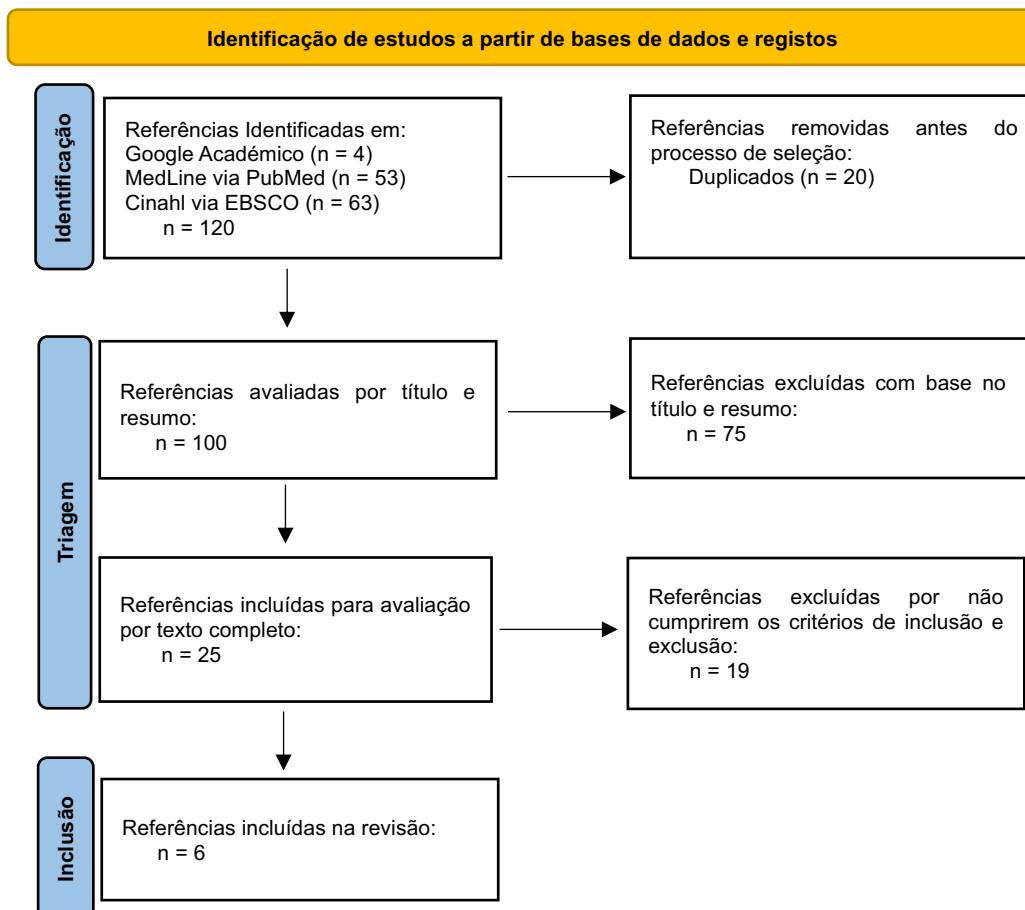 Identificação de estudos a partir de bases de dados e registos
Identificação
Referências Identificadas em:
Google Académico (n = 4)
MedLine via PubMed (n = 53)
Cinahl via EBSCO (n = 63)
n = 120
Referências removidas antes do
processo de seleção:
Duplicados (n = 20)
Triagem
Referências avaliadas por título e
resumo:
n = 100
Referências excluídas com base no
título e resumo:
n = 75
Referências incluídas para avaliação
por texto completo:
n = 25
Referências excluídas por não
cumprirem os critérios de inclusão e
exclusão:
n = 19
Inclusão
Referências incluídas na revisão:
n = 6